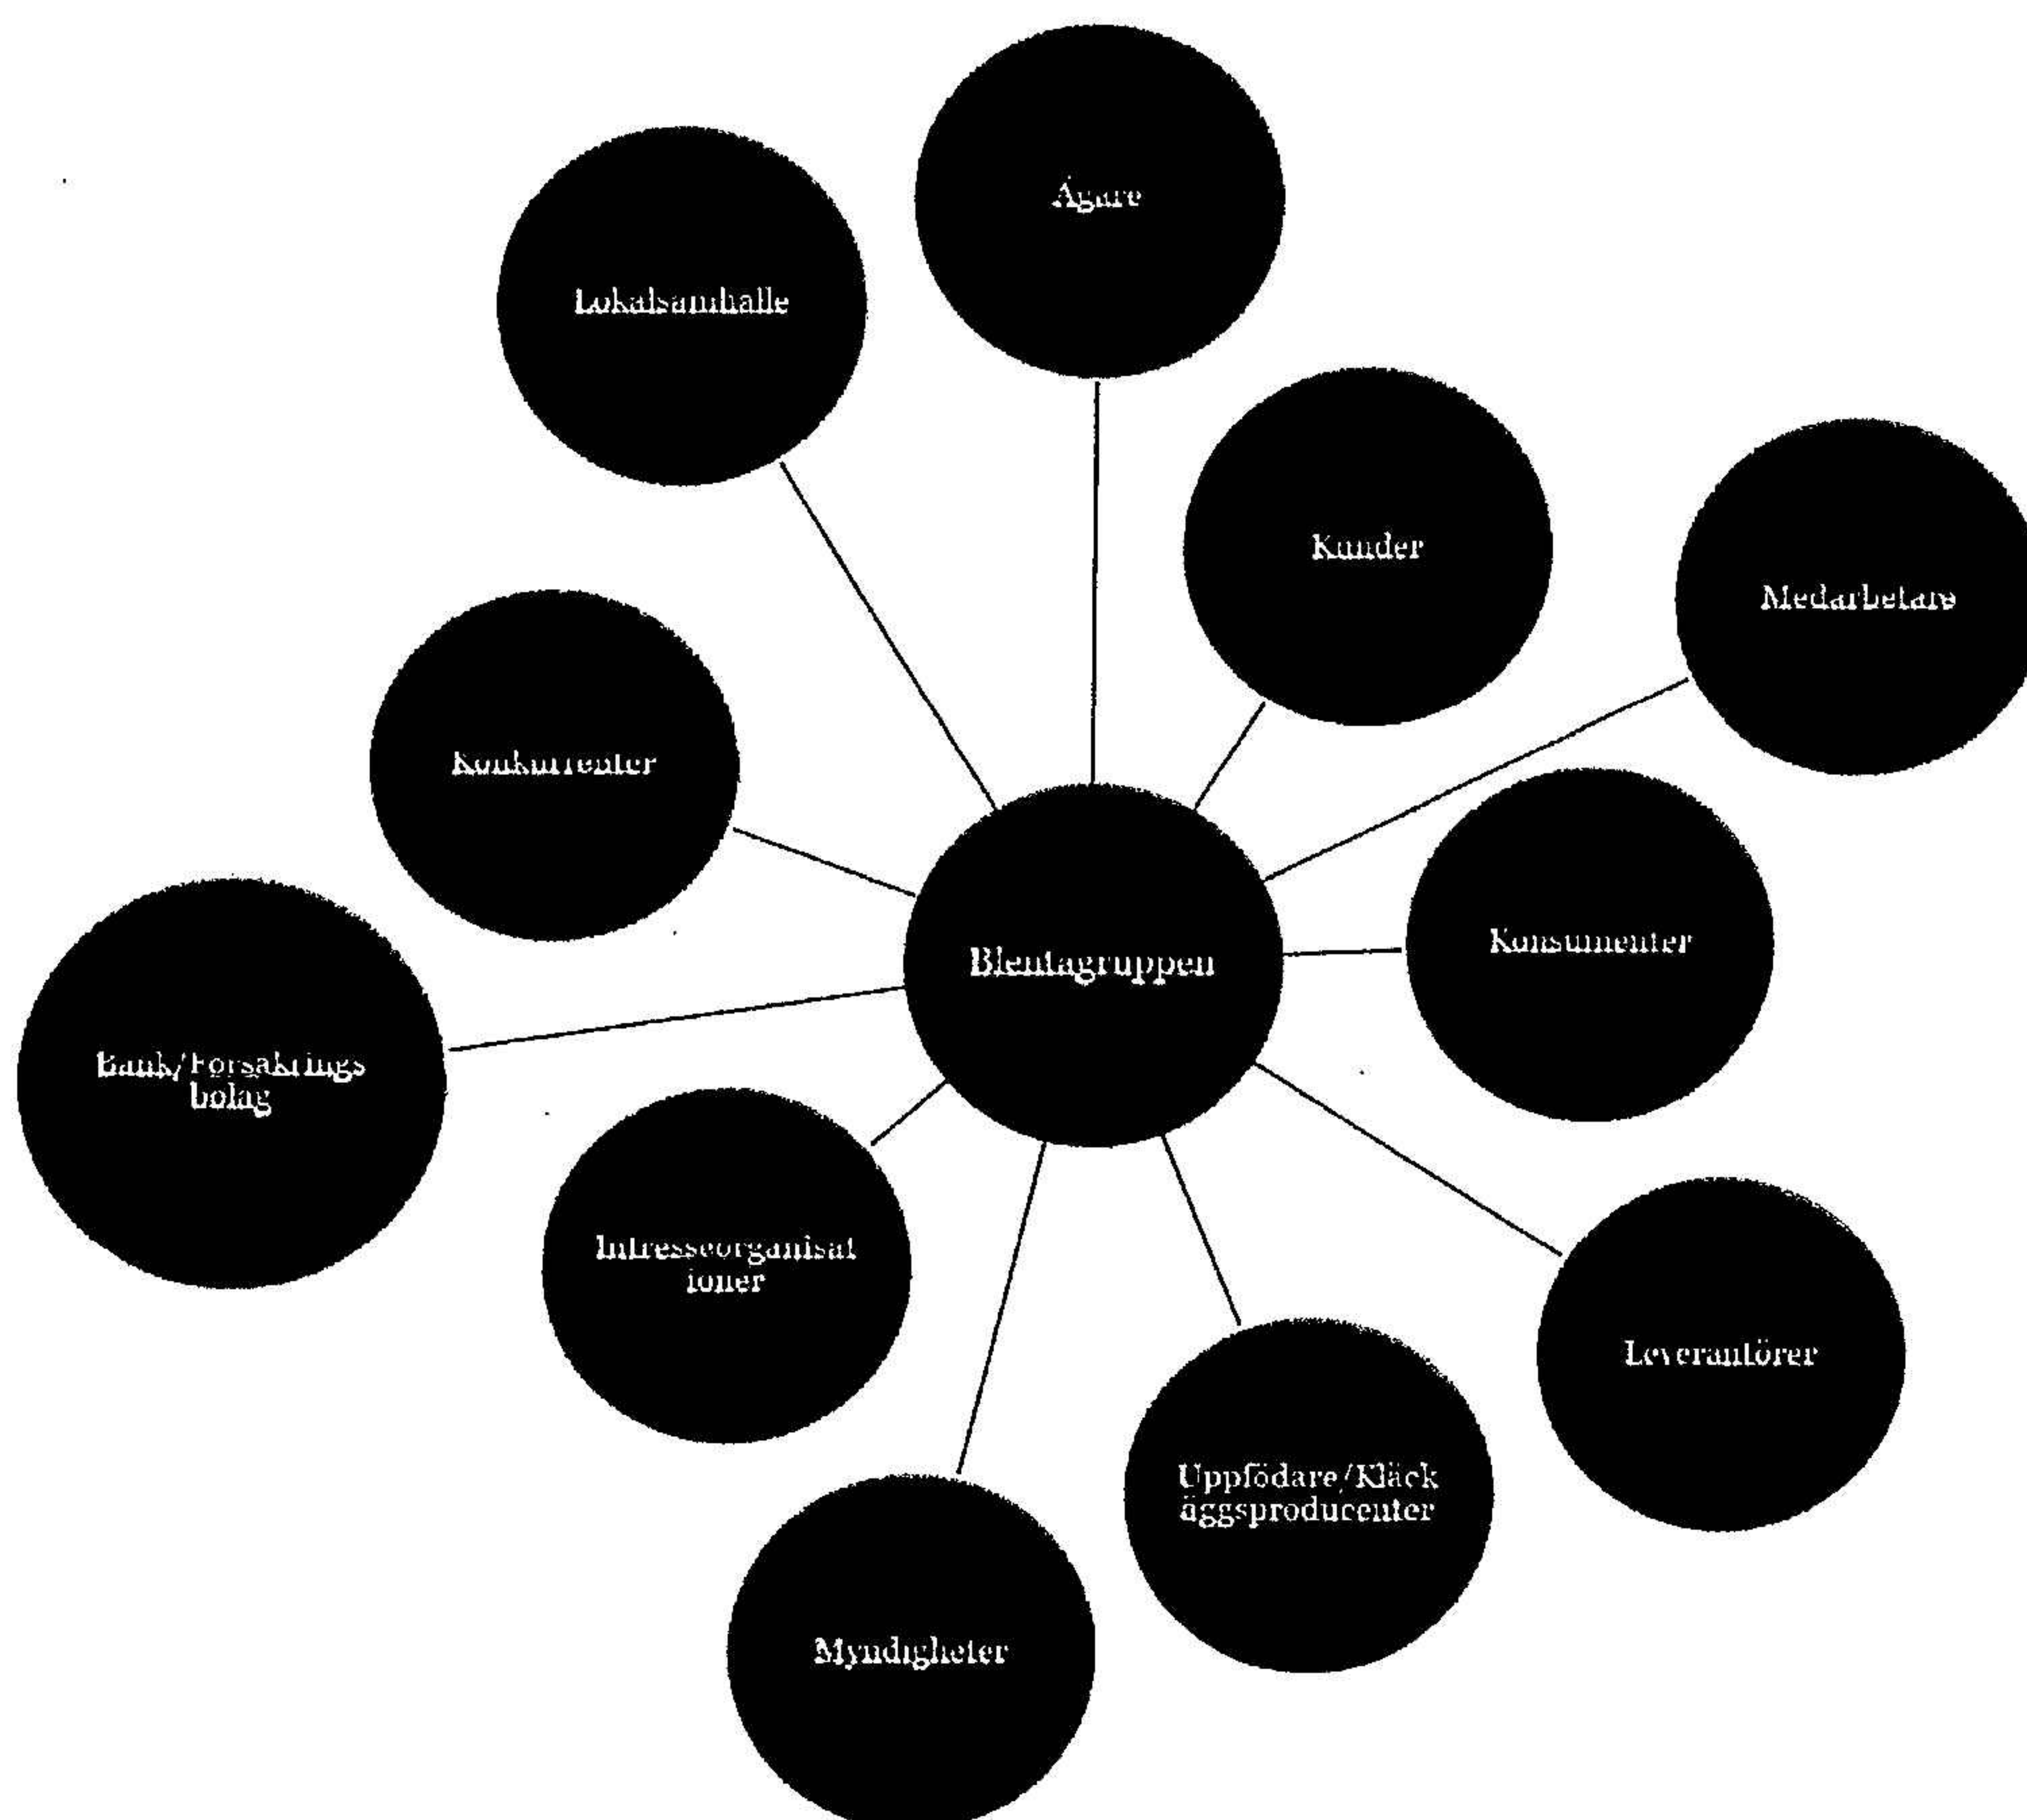 Ägare
Lokalsamhälle
Kunder
Medarbetare
Konkurrenter
Konsumenter
Blentagruppen
Bank/Försäkrings
bolag
Intresseorganisat
ioner
Leverantörer
Uppfödare/Kläck
äggsproducenter
Myndigheter